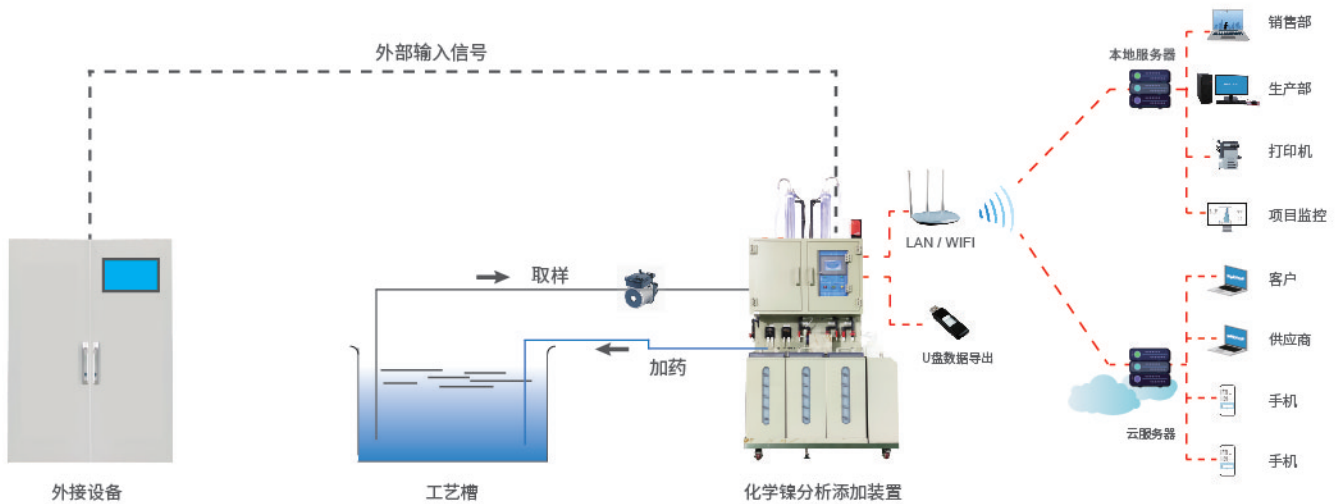 外部输入信号
取样
加药
外接设备
工艺槽
化学镍分析添加装置
LAN / WIFI
U盘数据导出
本地服务器
销售部
生产部
打印机
项目监控
云服务器
客户
供应商
手机
手机